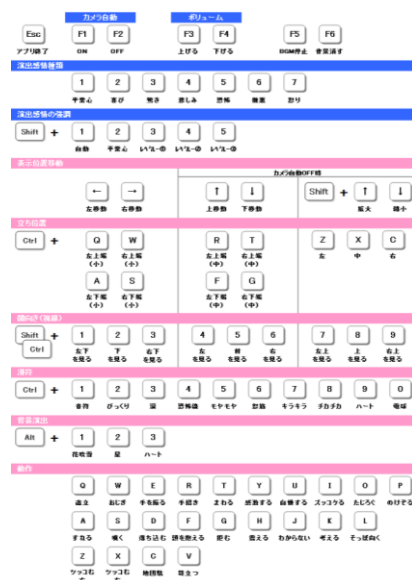 カメラ自動 ボリューム
Esc F1 F2 F3 F4 F5 F6
アプリ終了 ON OFF 上げる 下げる BGM停止 音楽消す
演出感情種類
1 2 3 4 5 6 7
平常心 喜び 驚き 悲しみ 恐怖 嫌悪 怒り
演出感情の強調
Shift + 1 2 3 4 5
自動 平常心 レベル-① レベル-② レベル-③
表示位置移動
カメラ自動OFF時
← → ↑ ↓ Shift + ↑ ↓
左移動 右移動 上移動 下移動 拡大 縮小
立ち位置
Ctrl + Q W R T Z X C
左上端 右上端 左上端 右上端 左 中 右
(小) (小) (中) (中)
A S F G
左下端 右下端 左下端 右下端
(小) (小) (中) (中)
顔向き(視線)
Shift + 1 2 3 4 5 6 7 8 9
Ctrl 左下 下 右下 左 前 右 左上 上 右上
を見る を見る を見る を見る を見る を見る を見る を見る を見る
漫符
Ctrl + 1 2 3 4 5 6 7 8 9 0
音符 びっくり 涙 恐怖線 モヤモヤ 怒筋 キラキラ チカチカ ハート 電球
背景演出
Alt + 1 2 3
花吹雪 星 ハート
動作
Q W E R T Y U I O P
直立 おじぎ 手を振る 手招き まわる 感激する 自慢する ズッコケる たじろぐ のけぞる
A S D F G H J K L
すねる 嘆く 落ち込む 頭を抱える 拒む 震える わからない 考える そっぽ向く
Z X C V
ツッコむ ツッコむ 地団駄 苛立つ